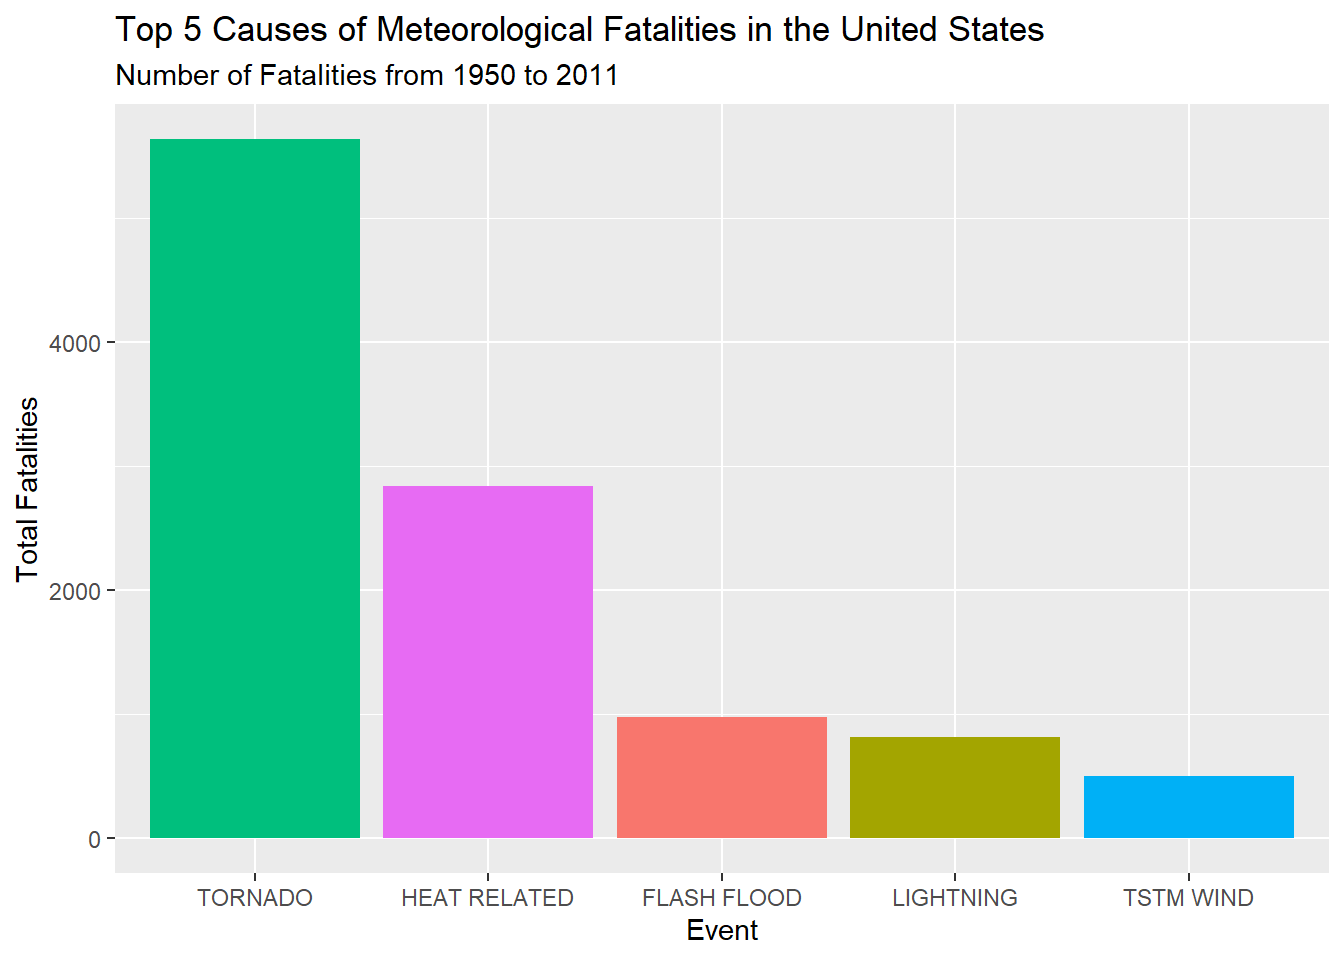 Top 5 Causes of Meteorological Fatalities in the United States
Number of Fatalities from 1950 to 2011
Total Fatalities
4000
2000
0
TORNADO HEAT RELATED FLASH FLOOD LIGHTNING TSTM WIND
Event